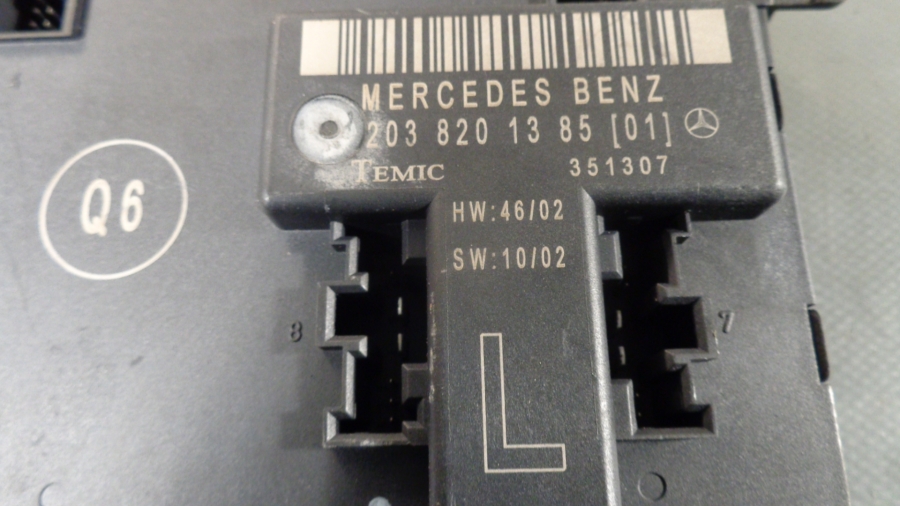 MERCEDES BENZ
203 820 13 85 [01]
TEMIC 351307
Q6
HW:46/02
SW:10/02
8
7
L